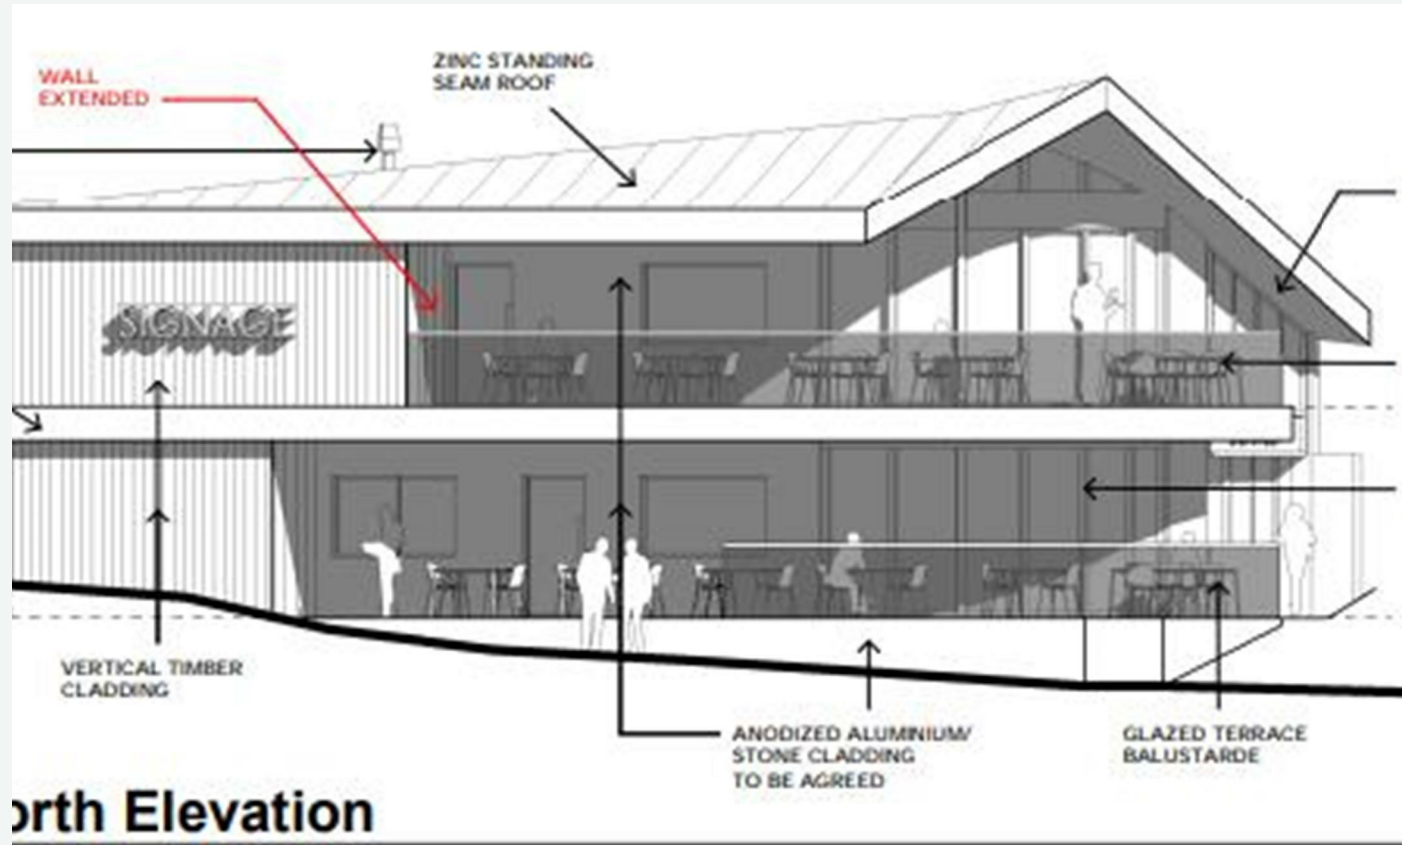 WALL
EXTENDED
ZINC STANDING
SEAM ROOF
SIGNAGE
VERTICAL TIMBER
CLADDING
ANODIZED ALUMINIUM/
STONE CLADDING
TO BE AGREED
GLAZED TERRACE
BALUSTARDE
orth Elevation